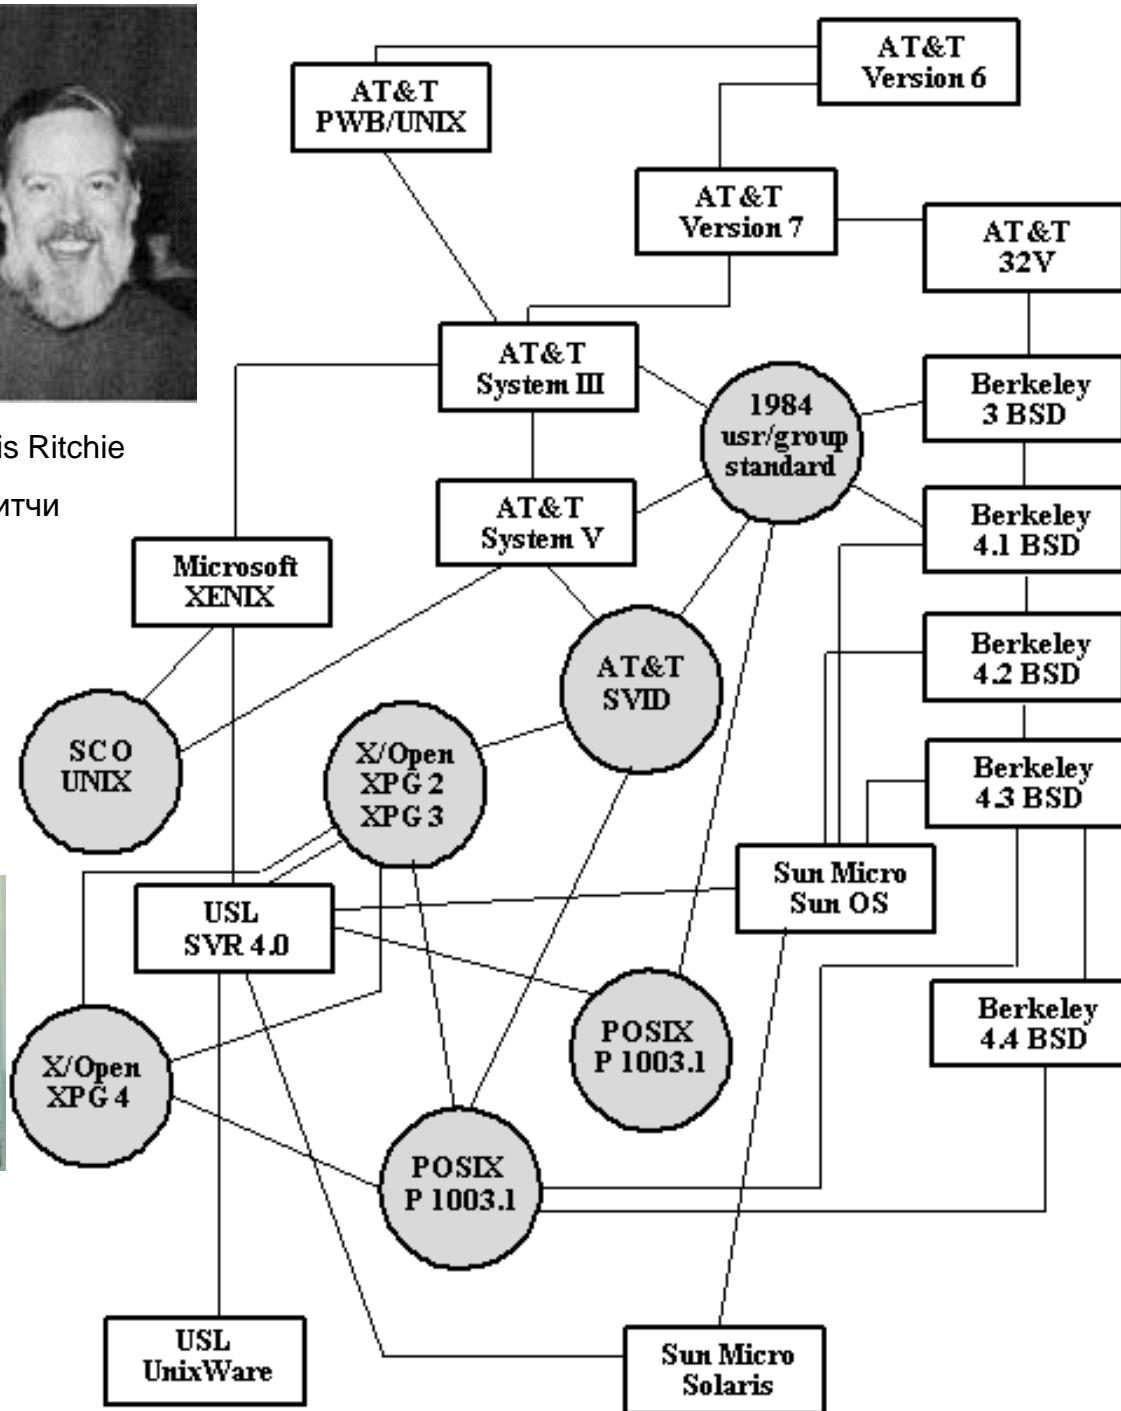 AT&T
Version 6
AT&T
PWB/UNIX
AT&T
Version 7
AT&T
32V
AT&T
System III
1984
usr/group
standard
Berkeley
3 BSD
is Ritchie
итчи
AT&T
System V
Berkeley
4.1 BSD
Microsoft
XENIX
Berkeley
4.2 BSD
AT&T
SVID
SCO
UNIX
X/Open
XPG 2
XPG 3
Berkeley
4.3 BSD
Sun Micro
Sun OS
USL
SVR 4.0
Berkeley
4.4 BSD
POSIX
P 1003.1
X/Open
XPG 4
POSIX
P 1003.1
USL
UnixWare
Sun Micro
Solaris